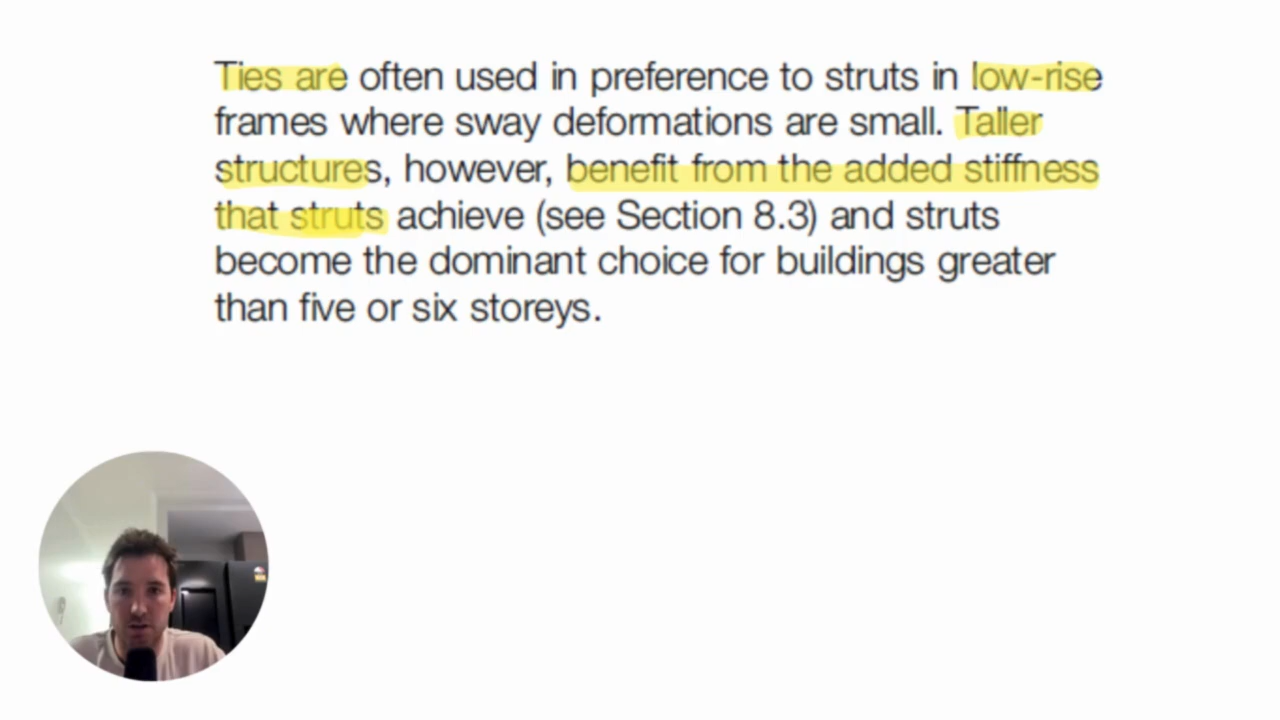 Ties are often used in preference to struts in low-rise
frames where sway deformations are small. Taller
structures, however, benefit from the added stiffness
that struts achieve (see Section 8.3) and struts
become the dominant choice for buildings greater
than five or six storeys.